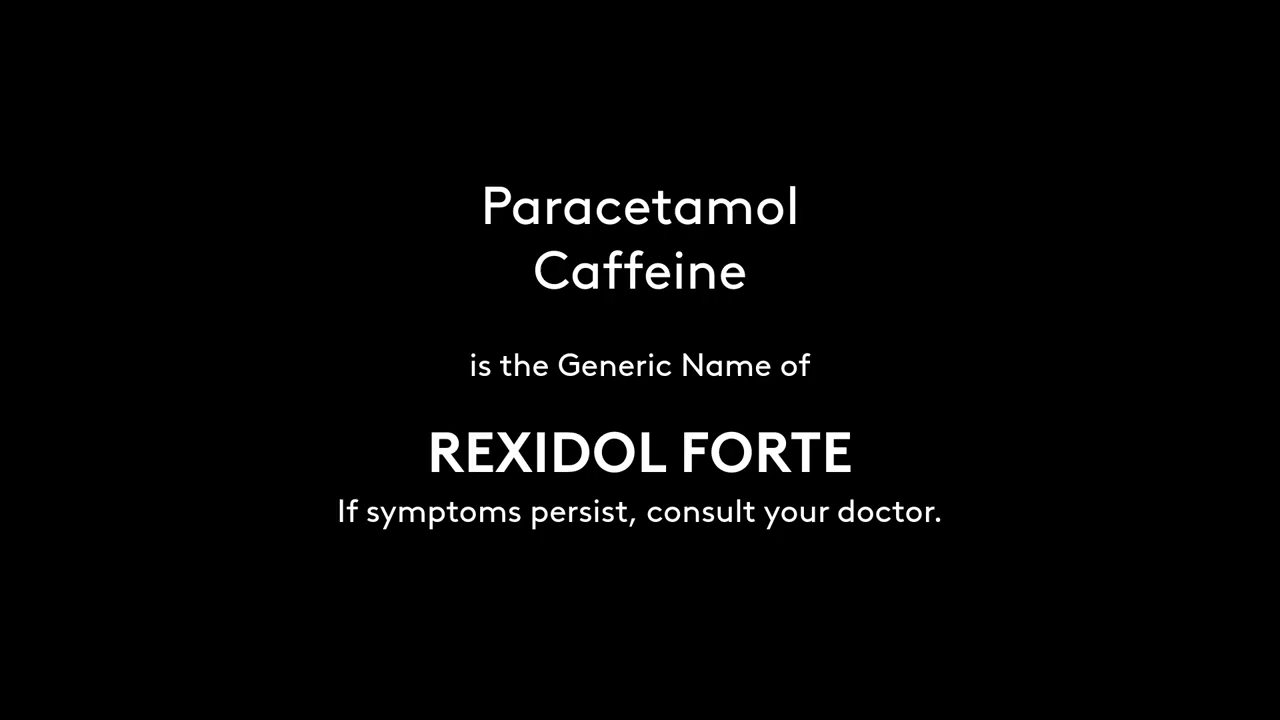 Paracetamol
Caffeine
is the Generic Name of
REXIDOL FORTE
If symptoms persist, consult your doctor.